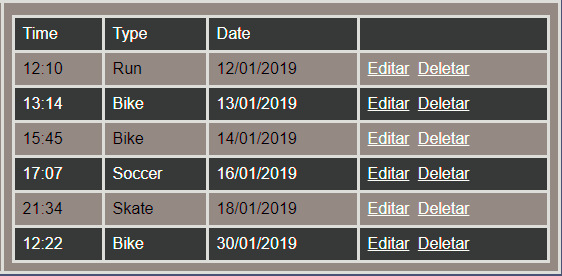 Time Type Date
12:10 Run 12/01/2019 Editar Deletar
13:14 Bike 13/01/2019 Editar Deletar
15:45 Bike 14/01/2019 Editar Deletar
17:07 Soccer 16/01/2019 Editar Deletar
21:34 Skate 18/01/2019 Editar Deletar
12:22 Bike 30/01/2019 Editar Deletar